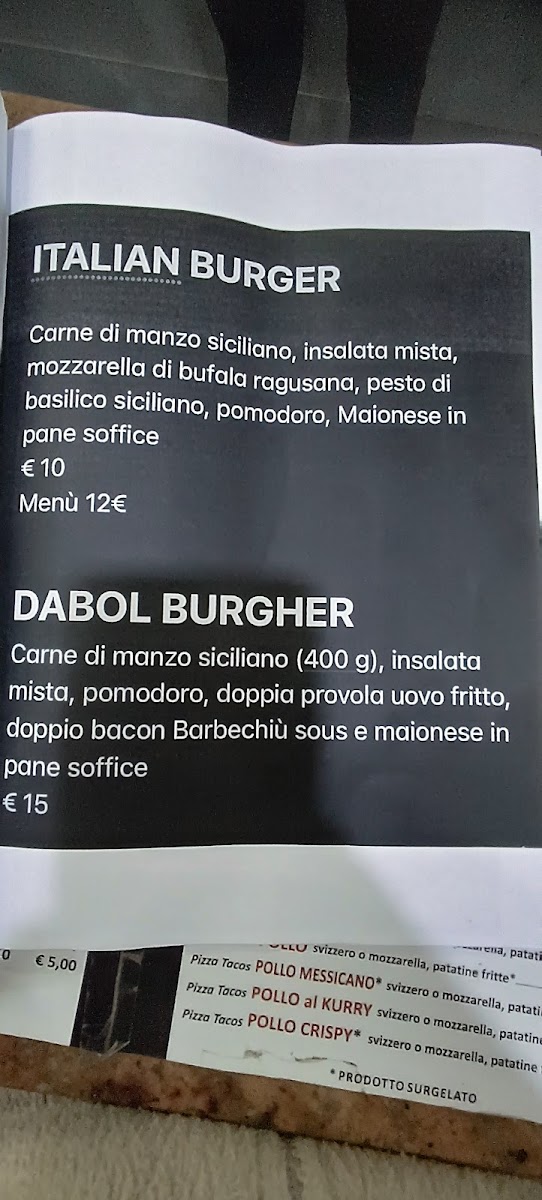 ITALIAN BURGER
Carne di manzo siciliano, insalata mista,
mozzarella di bufala ragusana, pesto di
basilico siciliano, pomodoro, Maionese in
pane soffice
€ 10
Menù 12€
DABOL BURGHER
Carne di manzo siciliano (400 g), insalata
mista, pomodoro, doppia provola uovo fritto,
doppio bacon Barbechiù sous e maionese in
pane soffice
€ 15
€ 5,00
svizzero o mozzarella, patatine fritte*
Pizza Tacos POLLO MESSICANO* svizzero o mozzarella, patati
Pizza Tacos POLLO al KURRY svizzero o mozzarella, patatine
Pizza Tacos POLLO CRISPY* svizzero o mozzarella, patatine
* PRODOTTO SURGELATO